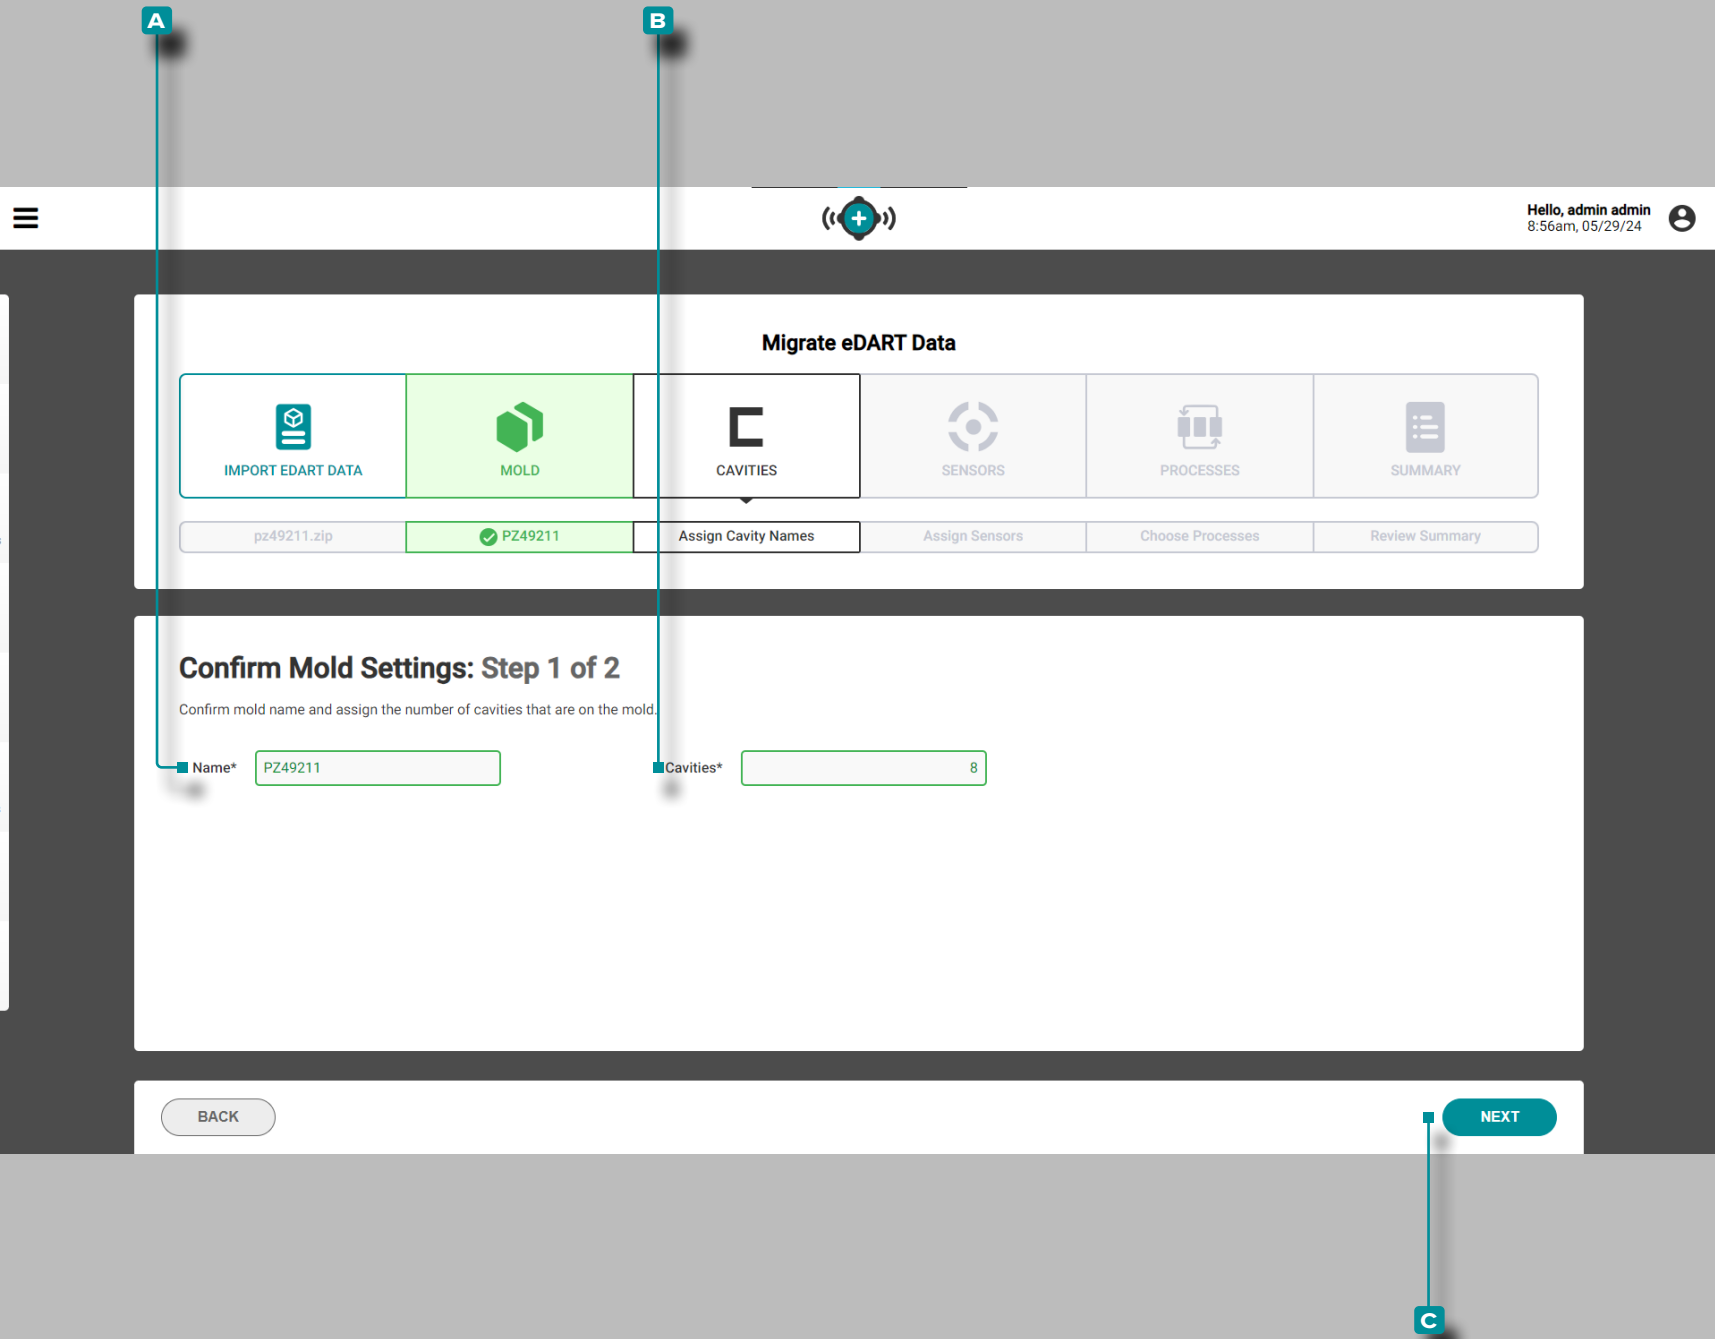 A
B
Hello, admin admin
8:56am, 05/29/24
Migrate eDART Data
IMPORT EDART DATA
MOLD
CAVITIES
SENSORS
PROCESSES
SUMMARY
pz49211.zip
PZ49211
Assign Cavity Names
Assign Sensors
Choose Processes
Review Summary
Confirm Mold Settings: Step 1 of 2
Confirm mold name and assign the number of cavities that are on the mold.
Name*
PZ49211
Cavities*
8
BACK
NEXT
C